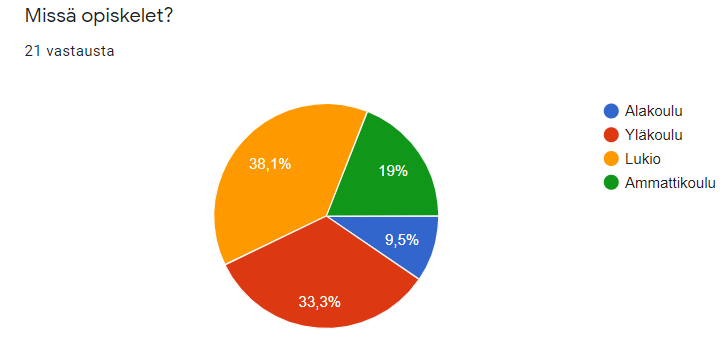 Missä opiskelet?
21 vastausta
Alakoulu
Yläkoulu
Lukio
Ammattikoulu
38,1%
19%
9,5%
33,3%